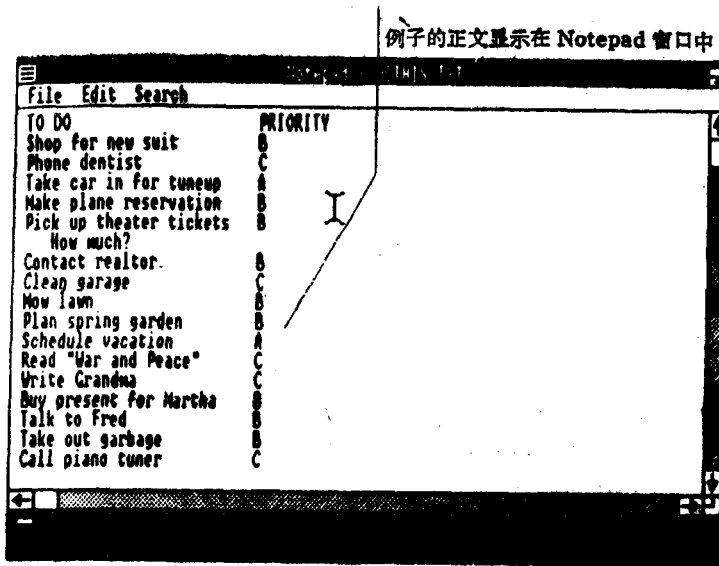 例子的正文显示在 Notepad 窗口中
File Edit Search
TO DO PRIORITY
Shop for new suit B
Phone dentist C
Take car in for tuneup A
Make plane reservation B
Pick up theater tickets B
How much?
Contact realtor. B
Clean garage C
Mow lawn B
Plan spring garden B
Schedule vacation A
Read "War and Peace" C
Write Grandma C
Buy present for Martha B
Talk to Fred B
Take out garbage B
Call piano tuner C